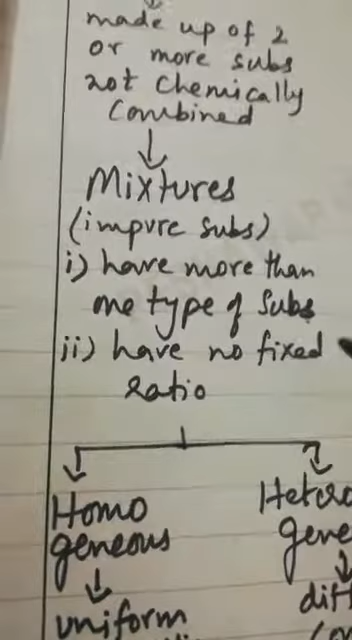 made up of 2
or more subs
not chemically
Combined
Mixtures
(impure subs)
i) have more than
one type of subs
ii) have no fixed
ratio
Homo
geneous
uniform